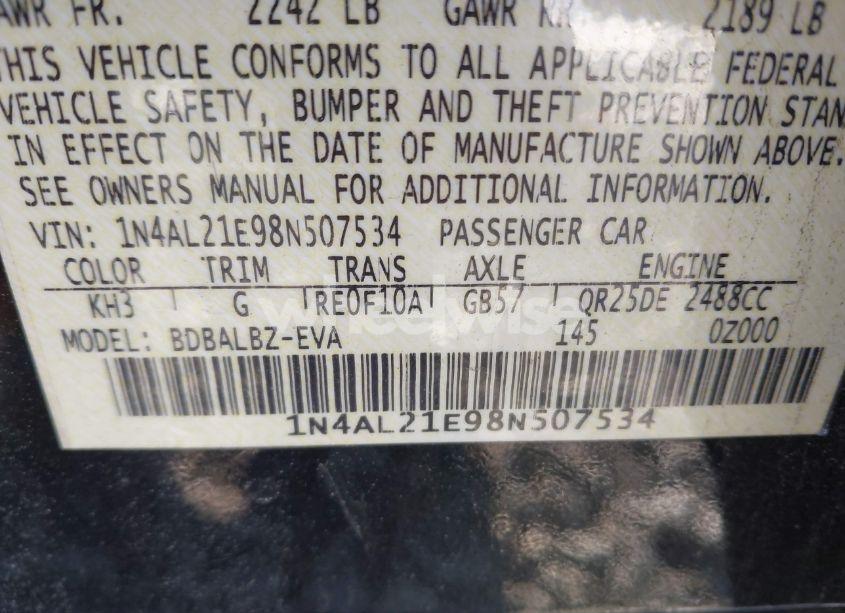 AWR FR. 2242 LB GAWR RR. 2189 LB
THIS VEHICLE CONFORMS TO ALL APPLICABLE FEDERAL
VEHICLE SAFETY, BUMPER AND THEFT PREVENTION STAN
IN EFFECT ON THE DATE OF MANUFACTURE SHOWN ABOVE.
SEE OWNERS MANUAL FOR ADDITIONAL INFORMATION.
VIN: 1N4AL21E98N507534 PASSENGER CAR
COLOR TRIM TRANS AXLE ENGINE
KH3 G RE0F10A GB57 QR25DE 2488CC
wheelwise
MODEL: BDBALBZ-EVA 145 0Z000
1N4AL21E98N507534